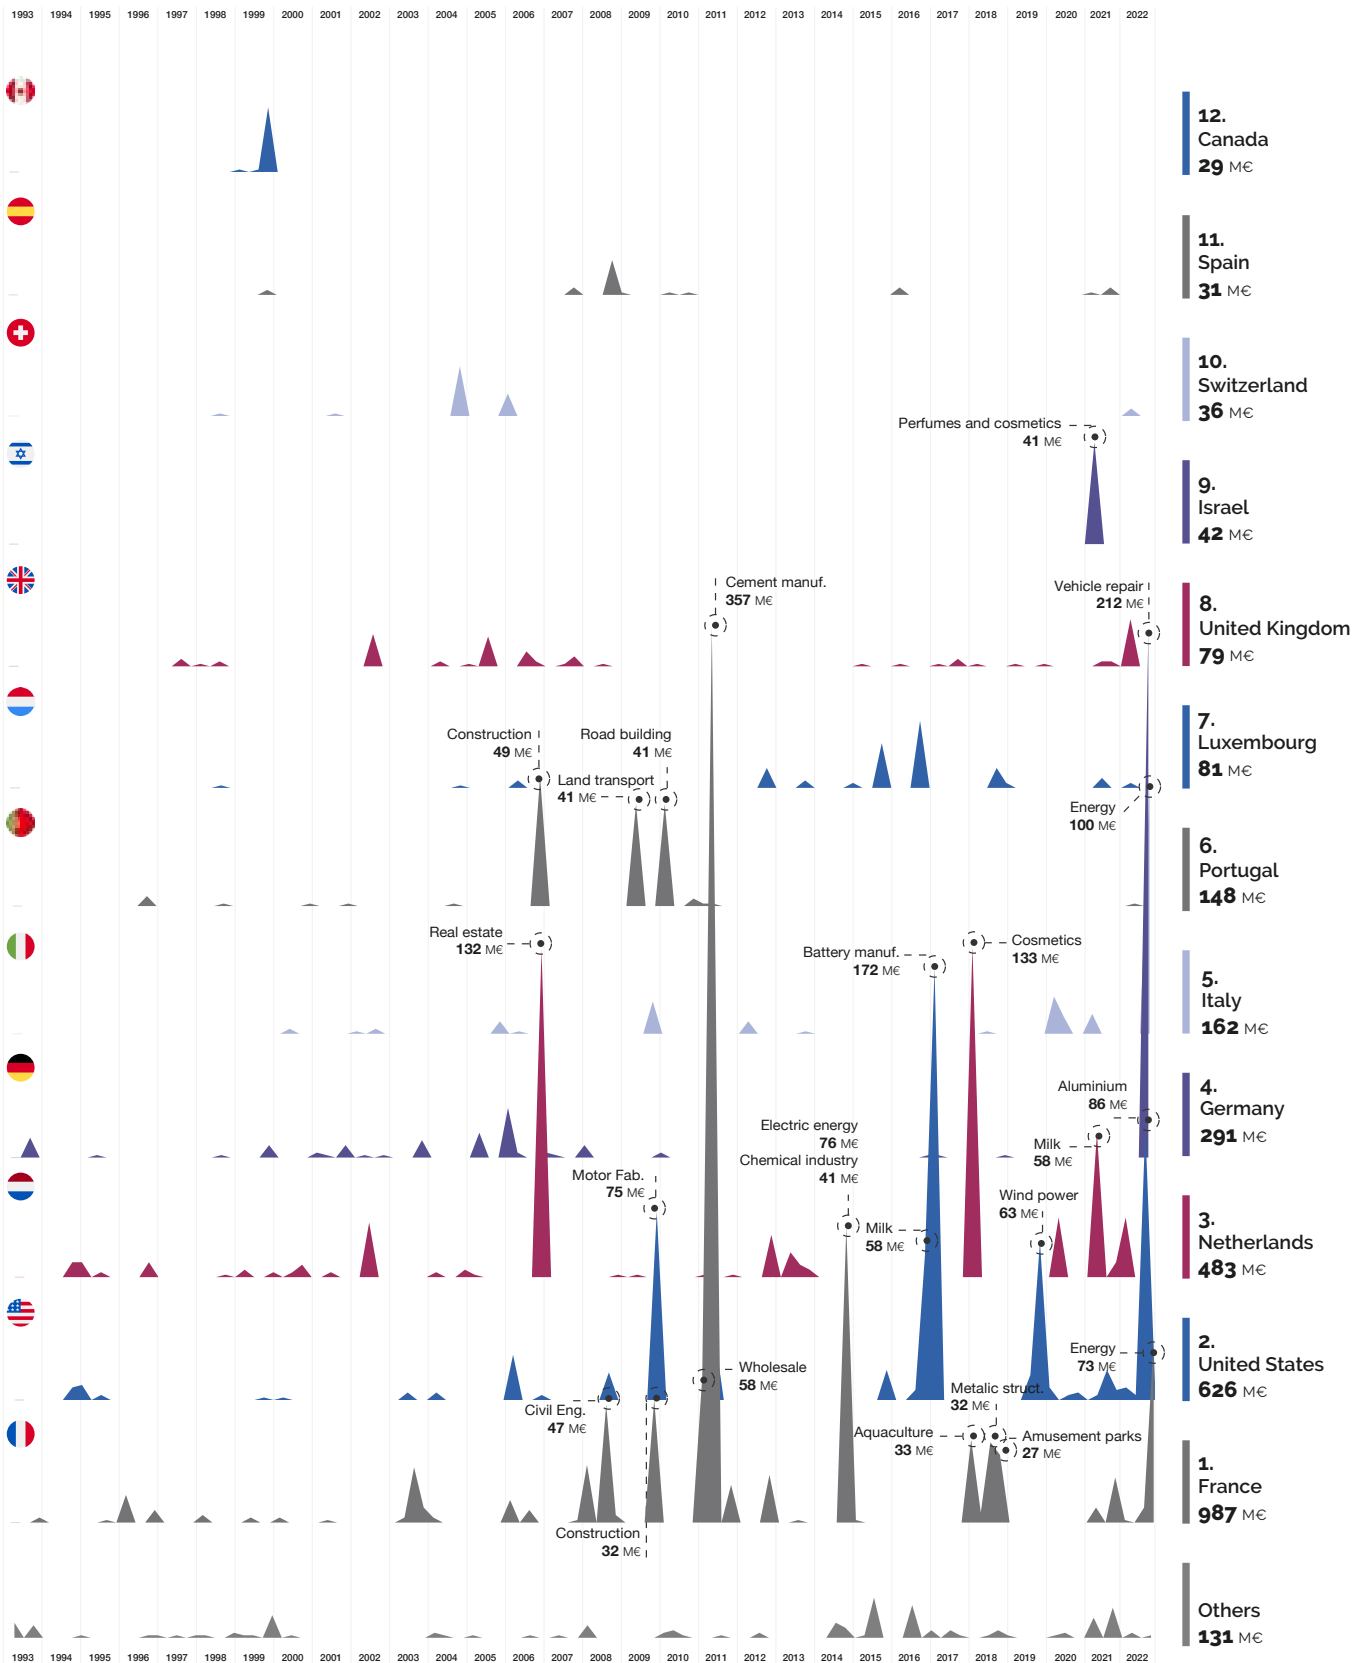 1993 1994 1995 1996 1997 1998 1999 2000 2001 2002 2003 2004 2005 2006 2007 2008 2009 2010 2011 2012 2013 2014 2015 2016 2017 2018 2019 2020 2021 2022
12.
Canada
29 M€
11.
Spain
31 M€
10.
Switzerland
36 M€
Perfumes and cosmetics
41 M€
9.
Israel
42 M€
Cement manuf.
357 M€
Vehicle repair
212 M€
8.
United Kingdom
79 M€
Construction
49 M€
Road building
41 M€
Land transport
41 M€
7.
Luxembourg
81 M€
Energy
100 M€
6.
Portugal
148 M€
Real estate
132 M€
Battery manuf.
172 M€
Cosmetics
133 M€
5.
Italy
162 M€
Aluminium
86 M€
4.
Germany
291 M€
Electric energy
76 M€
Chemical industry
41 M€
Milk
58 M€
Motor Fab.
75 M€
Wind power
63 M€
Milk
58 M€
3.
Netherlands
483 M€
Energy
73 M€
2.
United States
626 M€
Wholesale
58 M€
Metalic struct.
32 M€
Civil Eng.
47 M€
Aquaculture
33 M€
Amusement parks
27 M€
1.
France
987 M€
Construction
32 M€
Others
131 M€
1993 1994 1995 1996 1997 1998 1999 2000 2001 2002 2003 2004 2005 2006 2007 2008 2009 2010 2011 2012 2013 2014 2015 2016 2017 2018 2019 2020 2021 2022